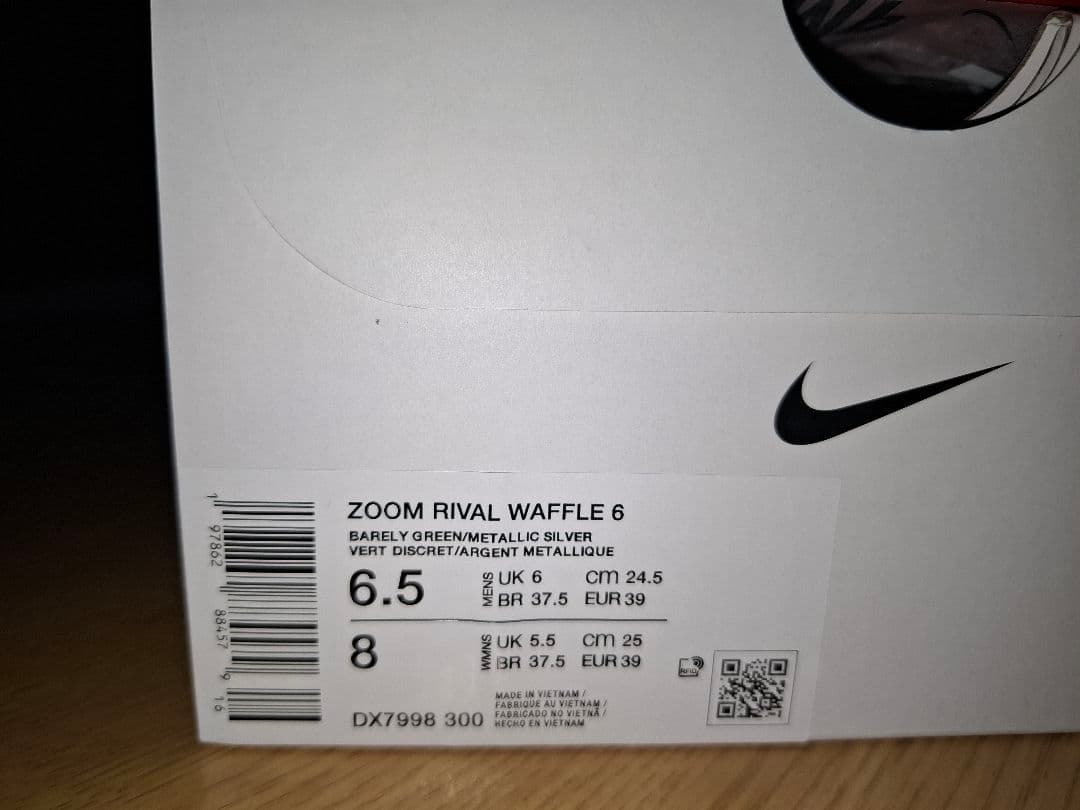 ZOOM RIVAL WAFFLE 6
BARELY GREEN/METALLIC SILVER
VERT DISCRET/ARGENT METALLIQUE
6.5 MENS UK 6 cm 24.5
BR 37.5 EUR 39
8 WMNS UK 5.5 cm 25
BR 37.5 EUR 39
RFID
DX7998 300
MADE IN VIETNAM /
FABRIQUE AU VIETNAM /
FABRICADO NO VIETNÃ /
HECHO EN VIETNAM
1 97862 88457 9 16